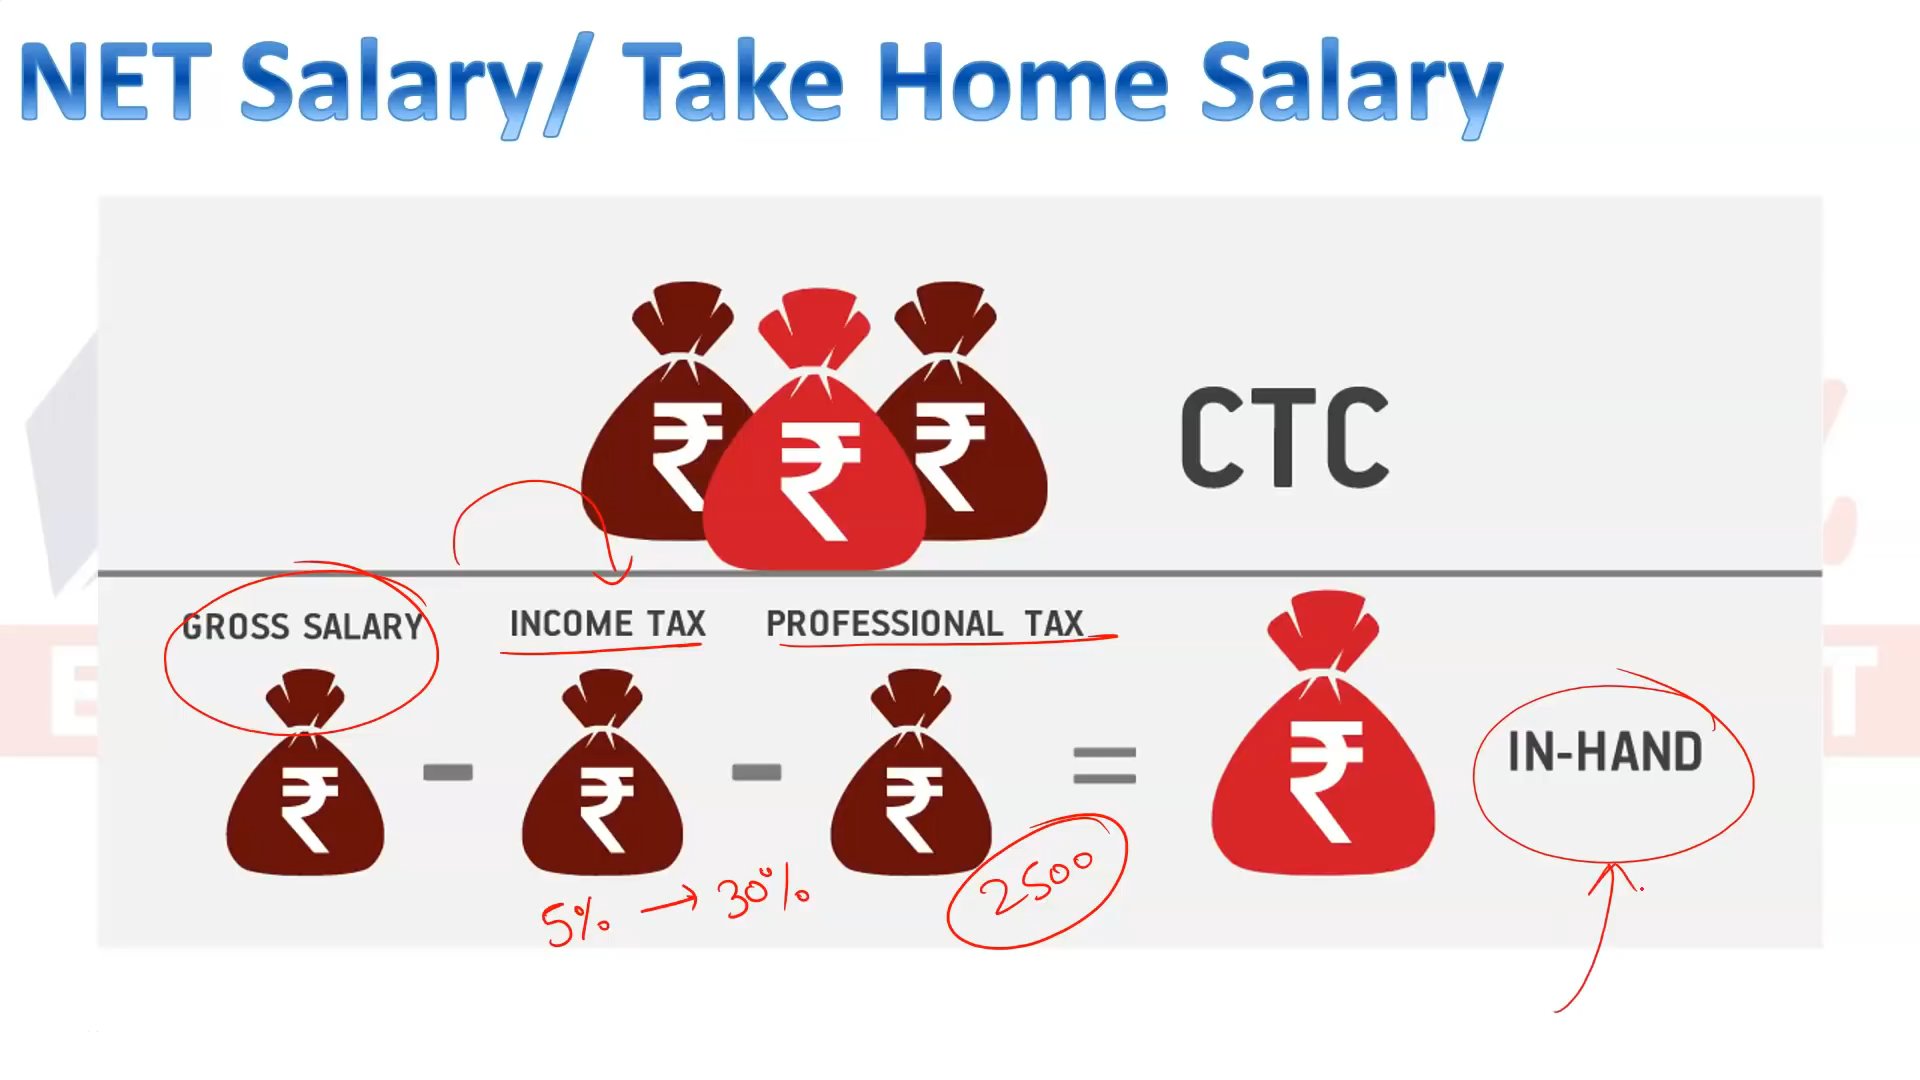 NET Salary/ Take Home Salary
₹ ₹ ₹ CTC
GROSS SALARY INCOME TAX PROFESSIONAL TAX
₹ - ₹ - ₹ = ₹ IN-HAND
5% → 30% 2500